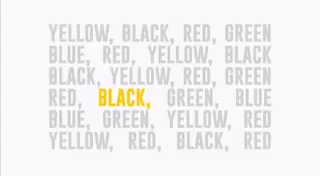 YELLOW, BLACK, RED, GREEN
BLUE, RED, YELLOW, BLACK
BLACK, YELLOW, RED, GREEN
RED, BLACK, GREEN, BLUE
BLUE, GREEN, YELLOW, RED
YELLOW, RED, BLACK, RED